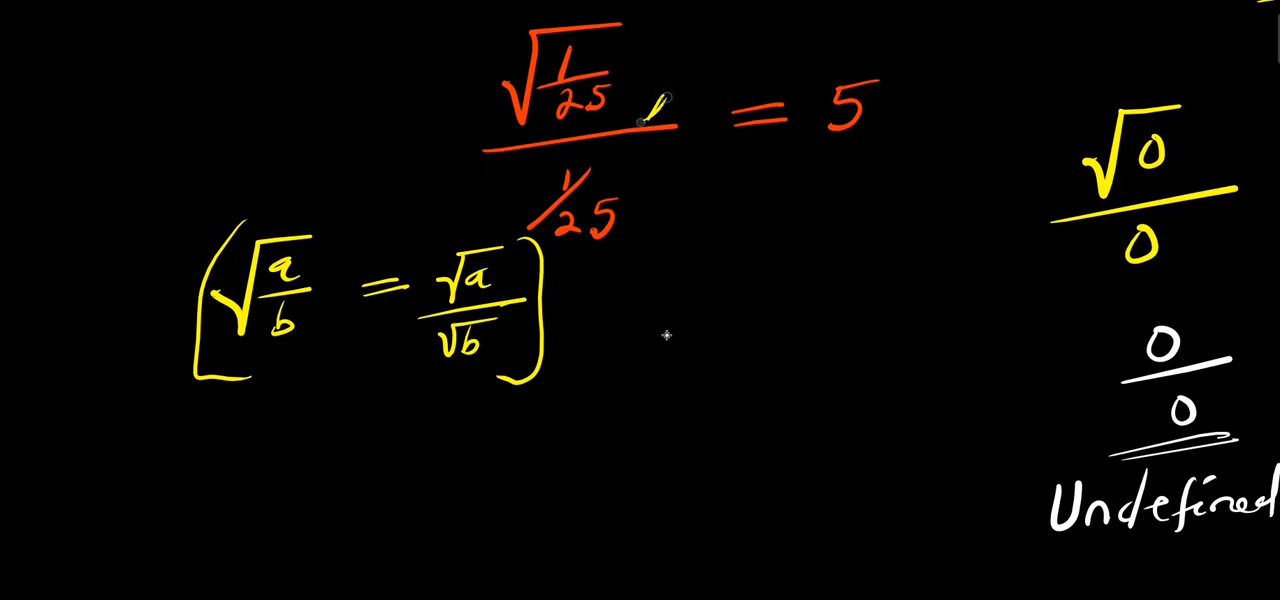 √(1/25) / (1/25) = 5
[√(a/b) = √a/√b]
√0/0
0/0
Undefined